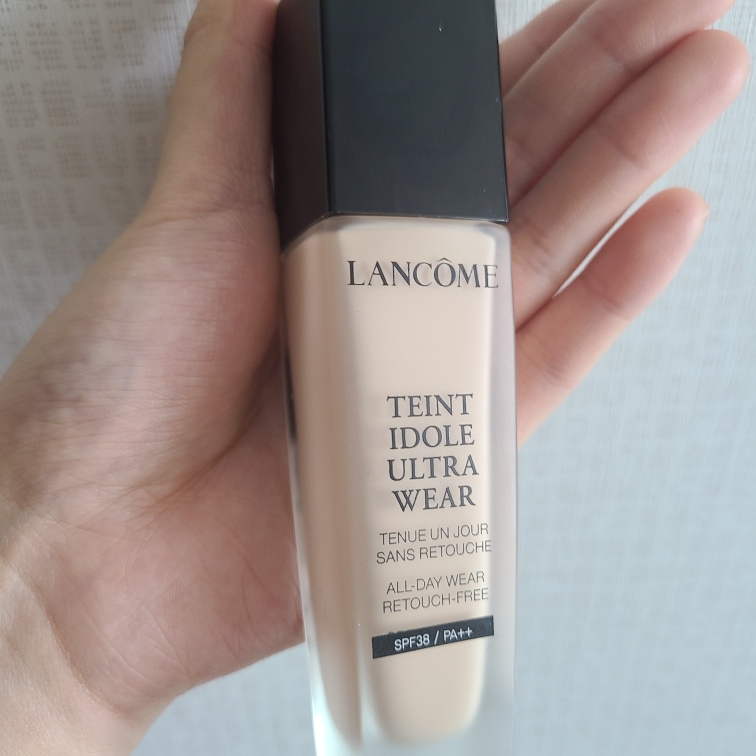 LANCÔME
TEINT
IDOLE
ULTRA
WEAR
TENUE UN JOUR
SANS RETOUCHE
ALL-DAY WEAR
RETOUCH-FREE
SPF38 / PA++